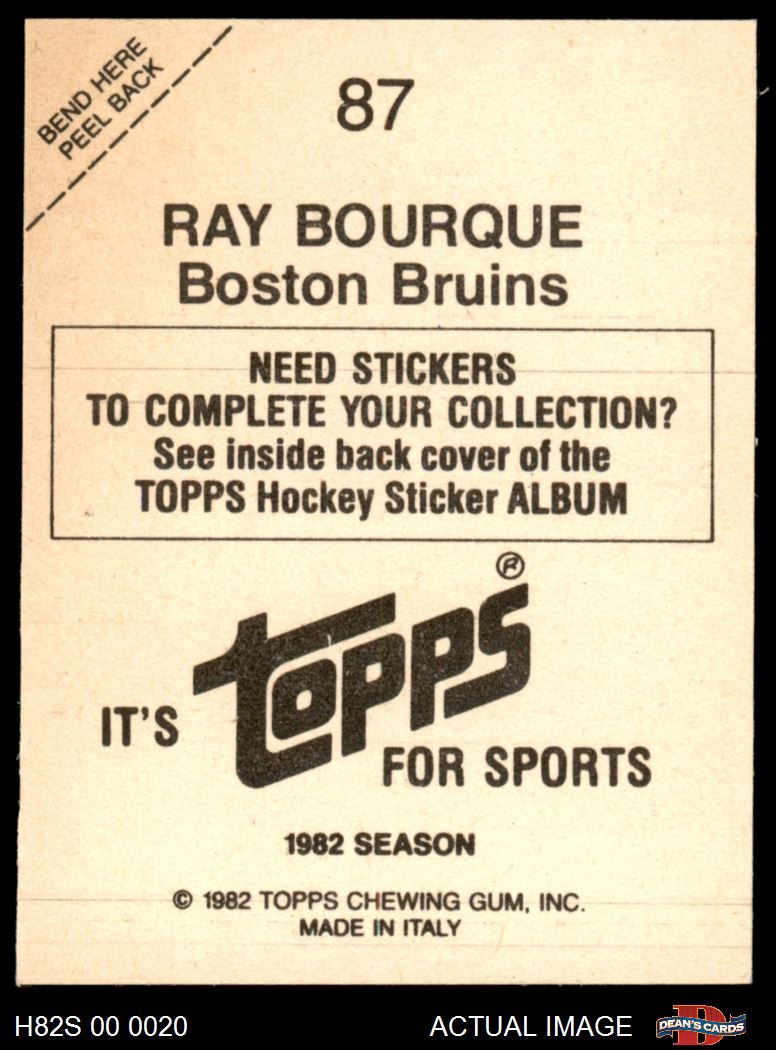 BEND HERE
PEEL BACK
87
RAY BOURQUE
Boston Bruins
NEED STICKERS
TO COMPLETE YOUR COLLECTION?
See inside back cover of the
TOPPS Hockey Sticker ALBUM
IT'S topps®
FOR SPORTS
1982 SEASON
© 1982 TOPPS CHEWING GUM, INC.
MADE IN ITALY
H82S 00 0020
ACTUAL IMAGE
D
DEAN'S CARDS